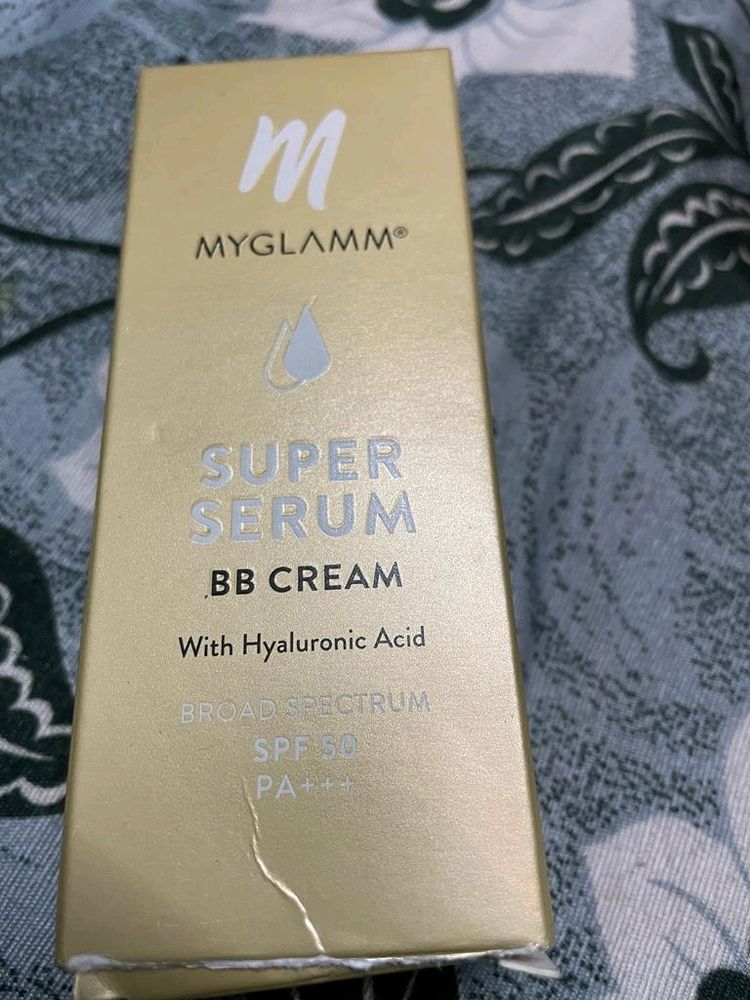 M
MYGLAMM®
SUPER
SERUM
BB CREAM
With Hyaluronic Acid
BROAD SPECTRUM
SPF 50
PA+++